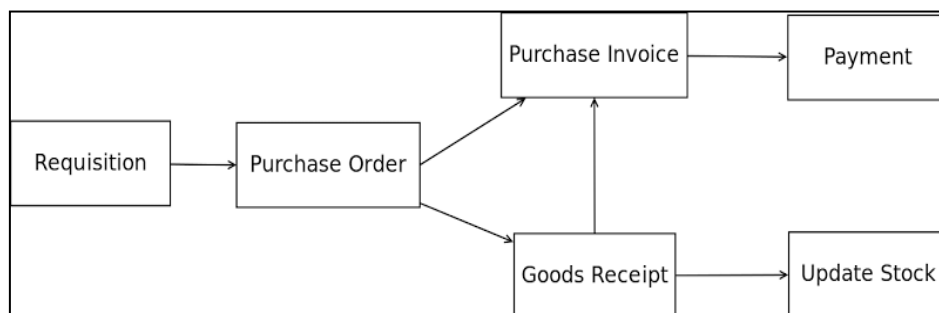 Purchase Invoice
Payment
Requisition
Purchase Order
Goods Receipt
Update Stock